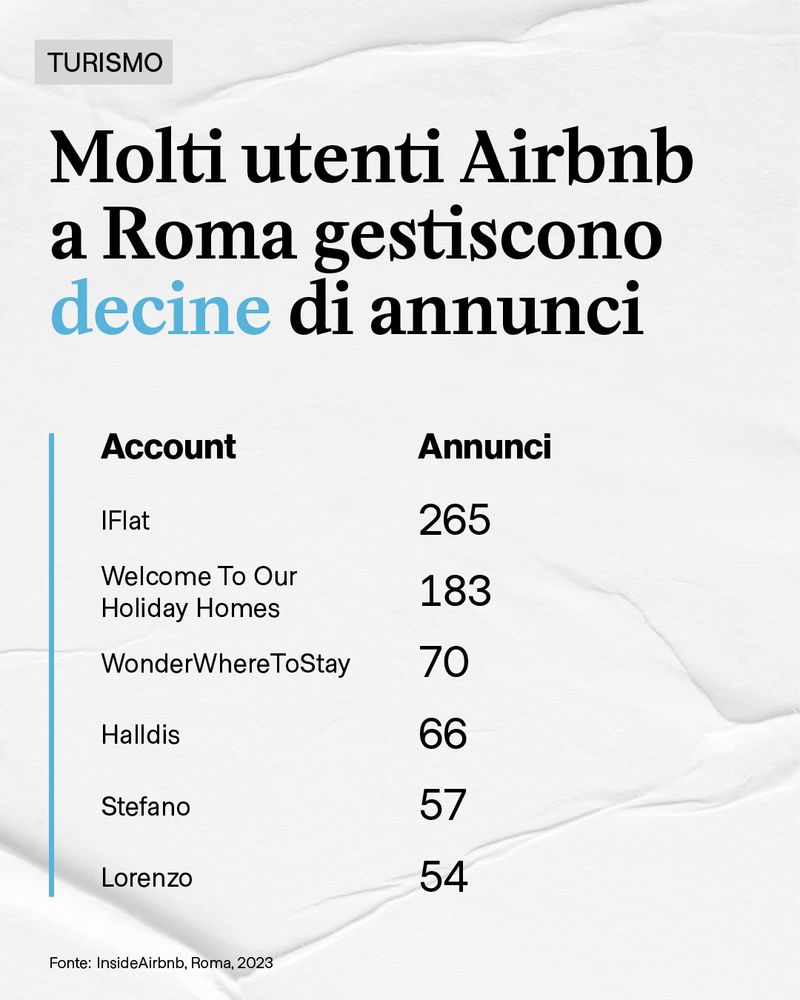 TURISMO
Molti utenti Airbnb
a Roma gestiscono
decine di annunci
Account Annunci
IFlat 265
Welcome To Our
Holiday Homes 183
WonderWhereToStay 70
Halldis 66
Stefano 57
Lorenzo 54
Fonte: InsideAirbnb, Roma, 2023